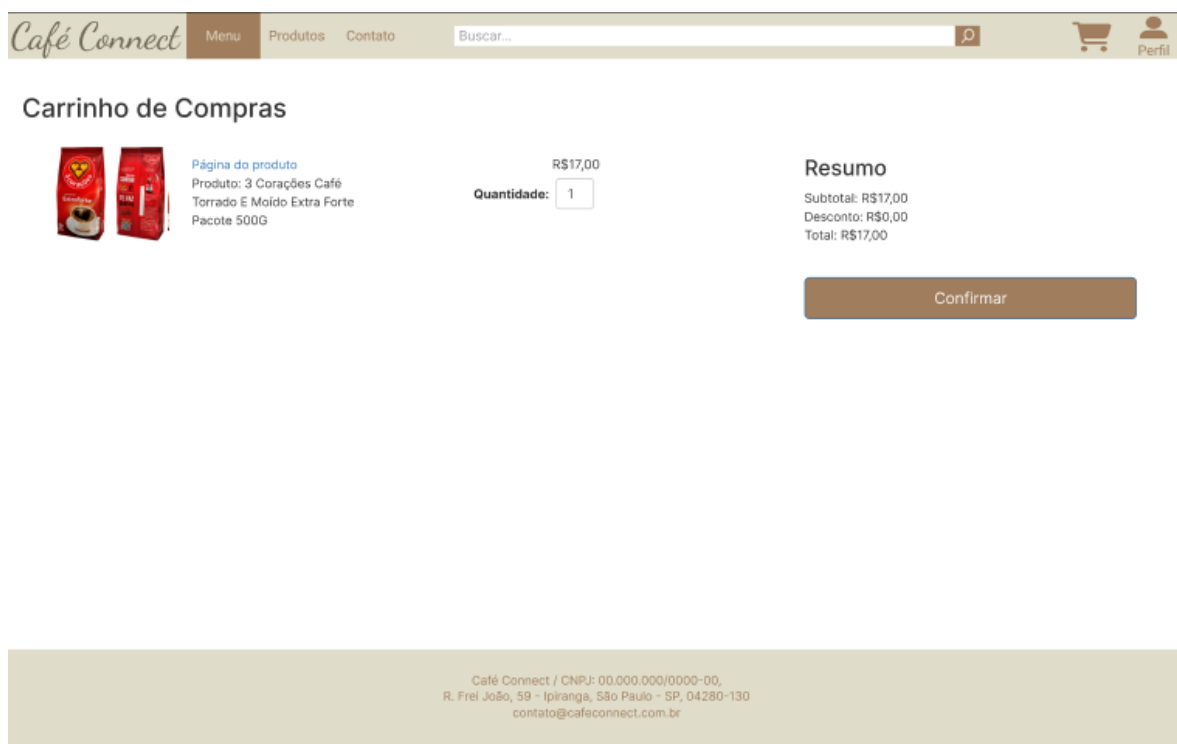 Café Connect
Menu
Produtos
Contato
Buscar...
Perfil
Carrinho de Compras
Página do produto
Produto: 3 Corações Café
Torrado E Moído Extra Forte
Pacote 500G
R$17,00
Quantidade: 1
Resumo
Subtotal: R$17,00
Desconto: R$0,00
Total: R$17,00
Confirmar
Café Connect / CNPJ: 00.000.000/0000-00,
R. Frei João, 59 - Ipiranga, São Paulo - SP, 04280-130
contato@cafeconnect.com.br